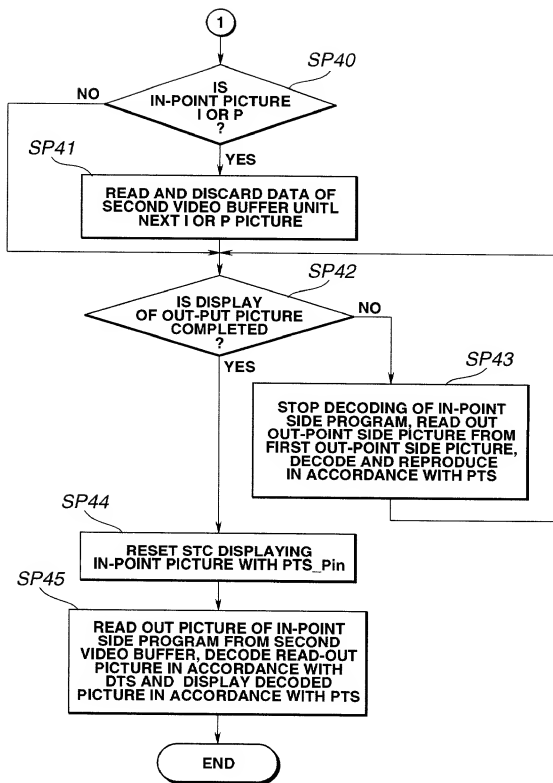 1
SP40
IS
IN-POINT PICTURE
I OR P
?
NO
YES
SP41
READ AND DISCARD DATA OF
SECOND VIDEO BUFFER UNITL
NEXT I OR P PICTURE
SP42
IS DISPLAY
OF OUT-PUT PICTURE
COMPLETED
?
NO
YES
SP43
STOP DECODING OF IN-POINT
SIDE PROGRAM, READ OUT
OUT-POINT SIDE PICTURE FROM
FIRST OUT-POINT SIDE PICTURE,
DECODE AND REPRODUCE
IN ACCORDANCE WITH PTS
SP44
RESET STC DISPLAYING
IN-POINT PICTURE WITH PTS_Pin
SP45
READ OUT PICTURE OF IN-POINT
SIDE PROGRAM FROM SECOND
VIDEO BUFFER, DECODE READ-OUT
PICTURE IN ACCORDANCE WITH
DTS AND DISPLAY DECODED
PICTURE IN ACCORDANCE WITH PTS
END